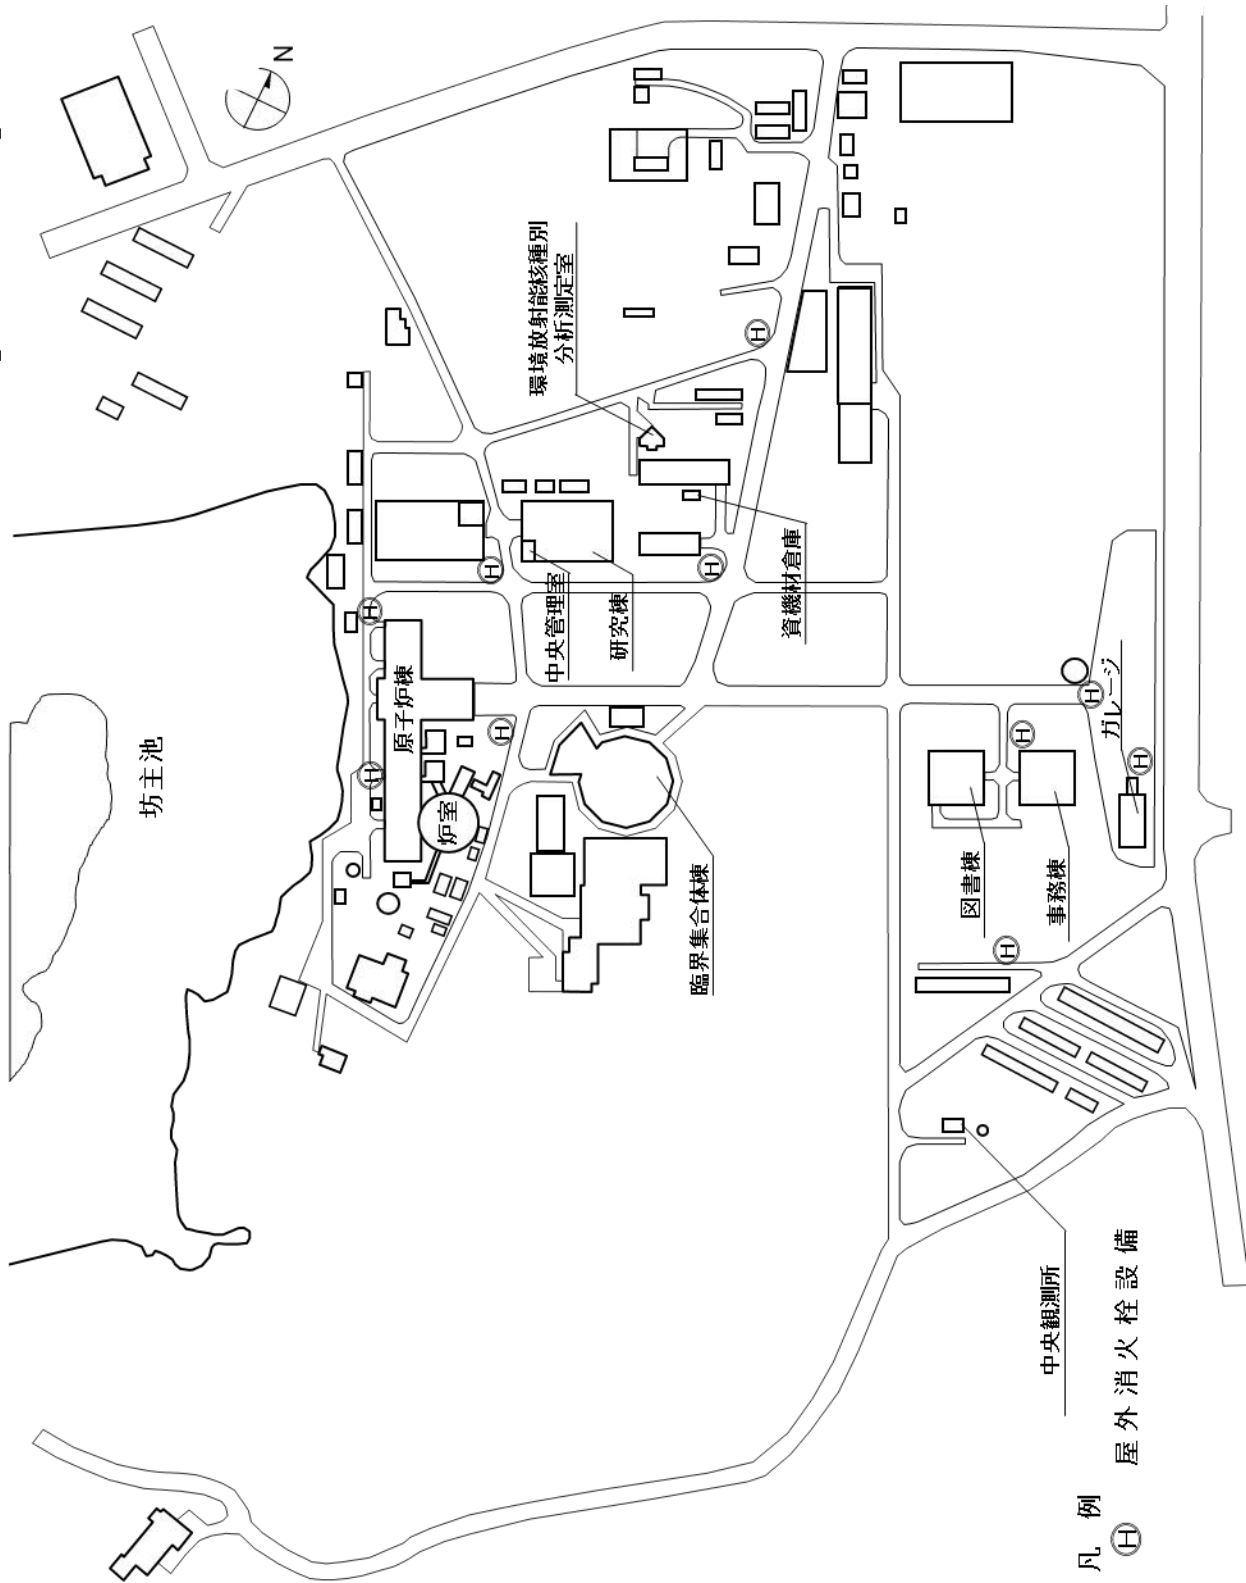 N
坊主池
環境放射能核種別
分析測定室
中央管理室
研究棟
資機材倉庫
原子炉棟
炉室
臨界集合体棟
ガレージ
図書棟
事務棟
中央観測所
凡 例
Ⓗ 屋外消火栓設備
Ⓗ
Ⓗ
Ⓗ
Ⓗ
Ⓗ
Ⓗ
Ⓗ
Ⓗ
Ⓗ
Ⓗ